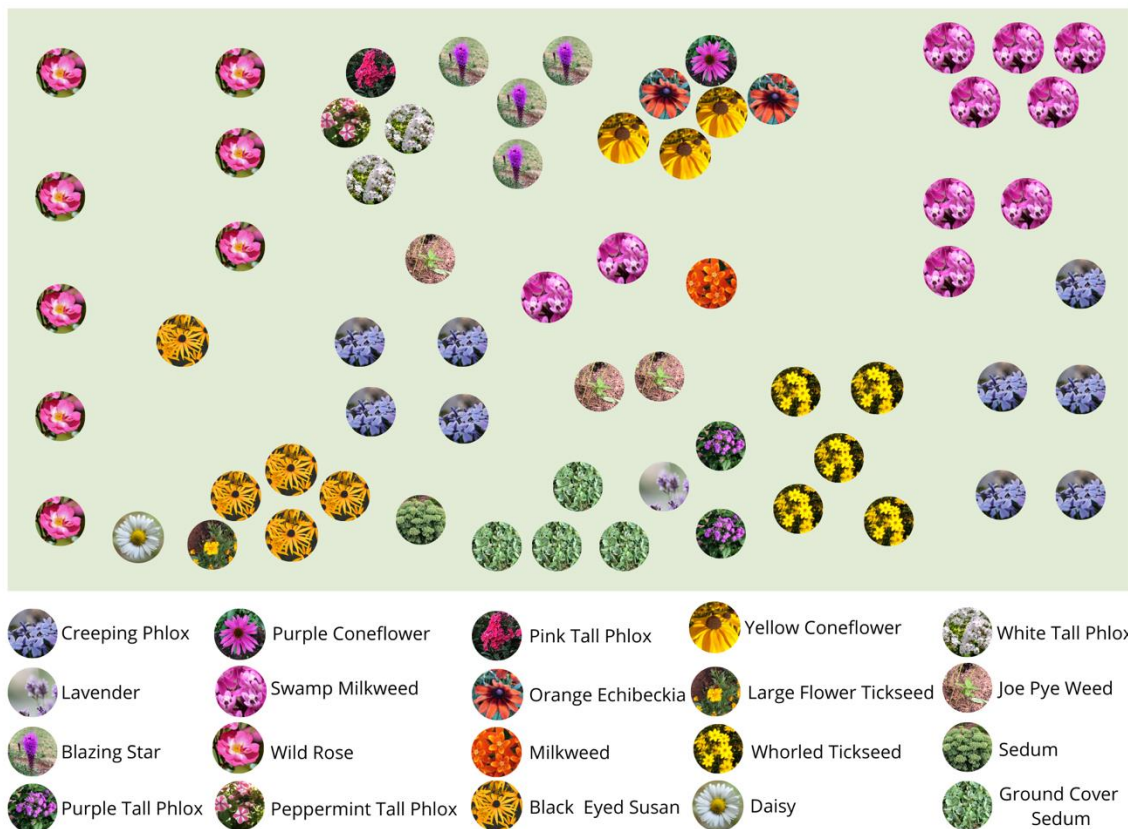 Creeping Phlox
Purple Coneflower
Pink Tall Phlox
Yellow Coneflower
White Tall Phlox
Lavender
Swamp Milkweed
Orange Echibeckia
Large Flower Tickseed
Joe Pye Weed
Blazing Star
Wild Rose
Milkweed
Whorled Tickseed
Sedum
Purple Tall Phlox
Peppermint Tall Phlox
Black Eyed Susan
Daisy
Ground Cover
Sedum